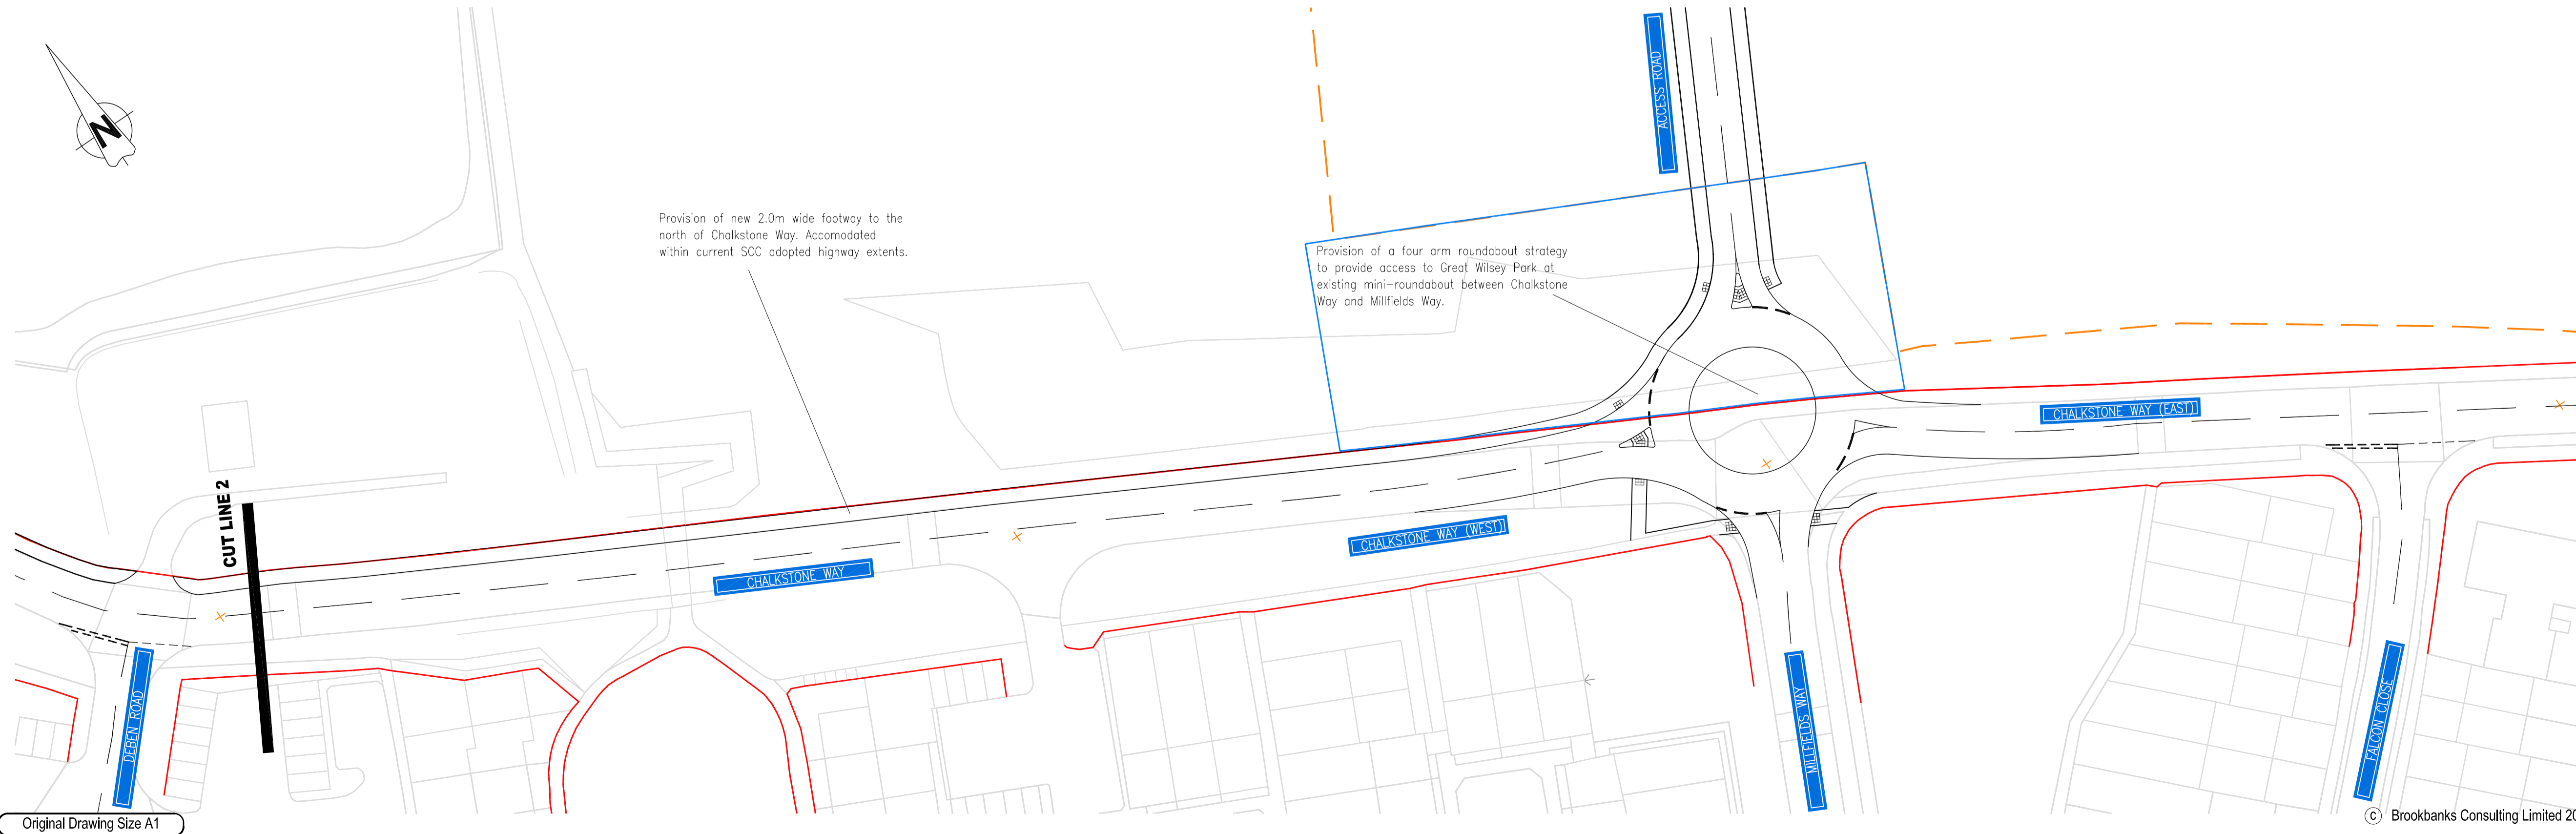 N
ACCESS ROAD
Provision of new 2.0m wide footway to the
north of Chalkstone Way. Accomodated
within current SCC adopted highway extents.
Provision of a four arm roundabout strategy
to provide access to Great Wilsey Park at
existing mini-roundabout between Chalkstone
Way and Millfields Way.
CHALKSTONE WAY (EAST)]
CUT LINE 2
CHALKSTONE WAY (WEST)]
CHALKSTONE WAY
DEBEN ROAD
MILLFIELDS WAY
FALCON CLOSE
Original Drawing Size A1
© Brookbanks Consulting Limited 20